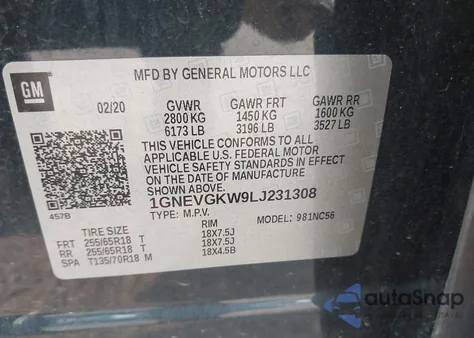 GM
MFD BY GENERAL MOTORS LLC
02/20 GVWR GAWR FRT GAWR RR
2800 KG 1450 KG 1600 KG
6173 LB 3196 LB 3527 LB
THIS VEHICLE CONFORMS TO ALL
APPLICABLE U.S. FEDERAL MOTOR
VEHICLE SAFETY STANDARDS IN EFFECT ON
THE DATE OF MANUFACTURE
SHOWN ABOVE.
1GNEVGKW9LJ231308
TYPE: M.P.V. MODEL: 981NC56
457B
TIRE SIZE RIM
FRT 255/65R18 T 18X7.5J
RR 255/65R18 T 18X7.5J
SPA T135/70R18 M 18X4.5B
autoSnap